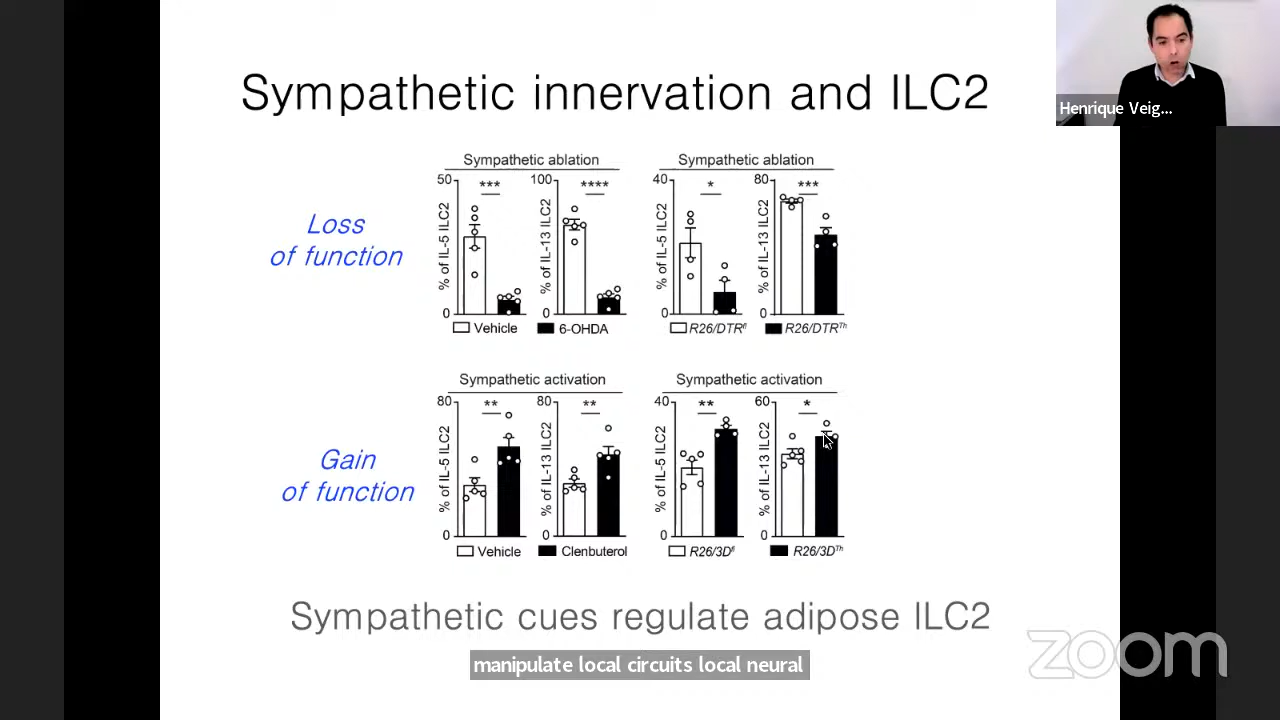 Sympathetic innervation and ILC2
Henrique Veig...
Loss
of function
Sympathetic ablation
50
***
% of IL-5 ILC2
0
100
****
% of IL-13 ILC2
0
Vehicle
6-OHDA
Sympathetic ablation
40
*
% of IL-5 ILC2
0
80
***
% of IL-13 ILC2
0
R26/DTRfl
R26/DTRTh
Gain
of function
Sympathetic activation
80
**
% of IL-5 ILC2
0
80
**
% of IL-13 ILC2
0
Vehicle
Clenbuterol
Sympathetic activation
40
**
% of IL-5 ILC2
0
60
*
% of IL-13 ILC2
0
R26/3Dfl
R26/3DTh
Sympathetic cues regulate adipose ILC2
manipulate local circuits local neural
zoom